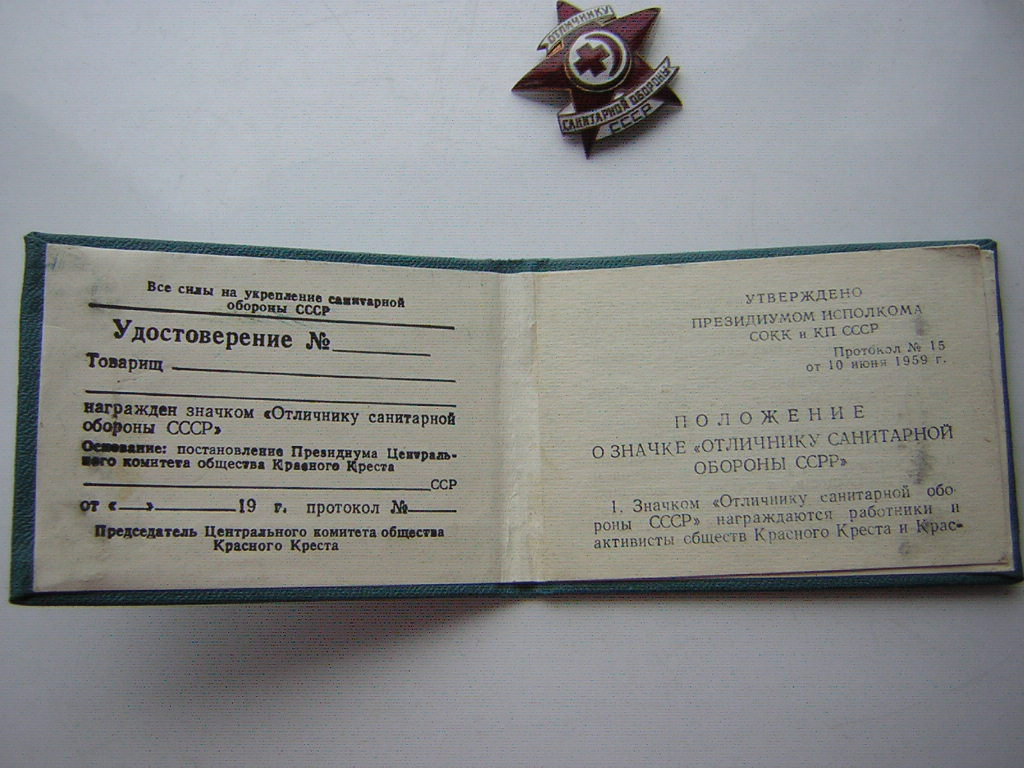 ОТЛИЧНИКУ
САНИТАРНОЙ ОБОРОНЫ
СССР
Все силы на укрепление санитарной
обороны СССР
Удостоверение №
Товарищ
награжден значком «Отличнику санитарной
обороны СССР»
Основание: постановление Президиума Централь-
ного комитета общества Красного Креста
ССР
от « » 19 г. протокол №
Председатель Центрального комитета общества
Красного Креста
УТВЕРЖДЕНО
ПРЕЗИДИУМОМ ИСПОЛКОМА
СОКК и КП СССР
Протокол № 15
от 10 июня 1959 г.
ПОЛОЖЕНИЕ
О ЗНАЧКЕ «ОТЛИЧНИКУ САНИТАРНОЙ
ОБОРОНЫ ССРР»
1. Значком «Отличнику санитарной обо-
роны СССР» награждаются работники и
активисты обществ Красного Креста и Крас-